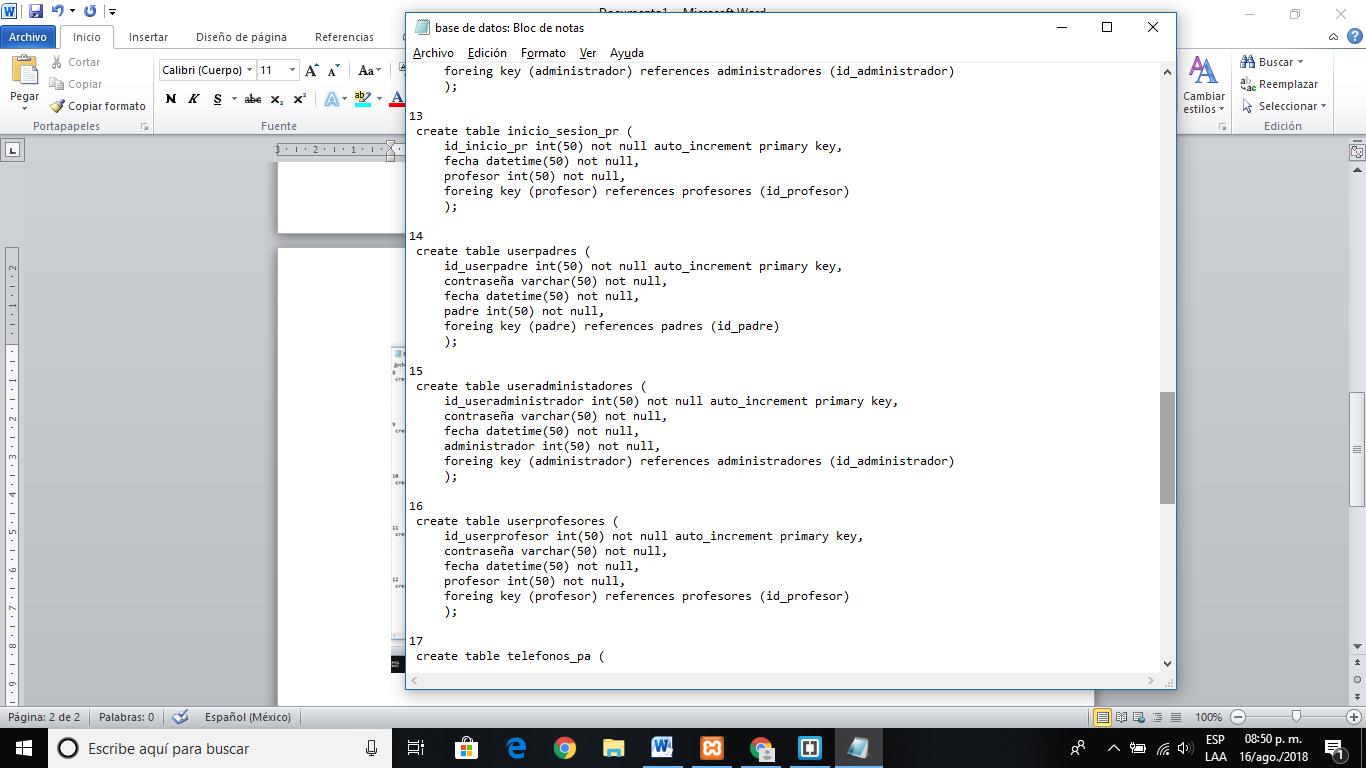 base de datos: Bloc de notas
Archivo Edición Formato Ver Ayuda
Archivo Inicio Insertar Diseño de página Referencias
Pegar
Cortar
Copiar
Copiar formato
Portapapeles
Calibri (Cuerpo) 11 A A Aa
N K S abc x₂ x² A ab A
Fuente
Cambiar estilos
Buscar
Reemplazar
Seleccionar
Edición
foreing key (administrador) references administradores (id_administrador)
);
13
create table inicio_sesion_pr (
id_inicio_pr int(50) not null auto_increment primary key,
fecha datetime(50) not null,
profesor int(50) not null,
foreing key (profesor) references profesores (id_profesor)
);
14
create table userpadres (
id_userpadre int(50) not null auto_increment primary key,
contraseña varchar(50) not null,
fecha datetime(50) not null,
padre int(50) not null,
foreing key (padre) references padres (id_padre)
);
15
create table useradministadores (
id_useradministrador int(50) not null auto_increment primary key,
contraseña varchar(50) not null,
fecha datetime(50) not null,
administrador int(50) not null,
foreing key (administrador) references administradores (id_administrador)
);
16
create table userprofesores (
id_userprofesor int(50) not null auto_increment primary key,
contraseña varchar(50) not null,
fecha datetime(50) not null,
profesor int(50) not null,
foreing key (profesor) references profesores (id_profesor)
);
17
create table telefonos_pa (
Página: 2 de 2 Palabras: 0 Español (México) 100%
Escribe aquí para buscar
ESP
LAA
08:50 p. m.
16/ago./2018
1